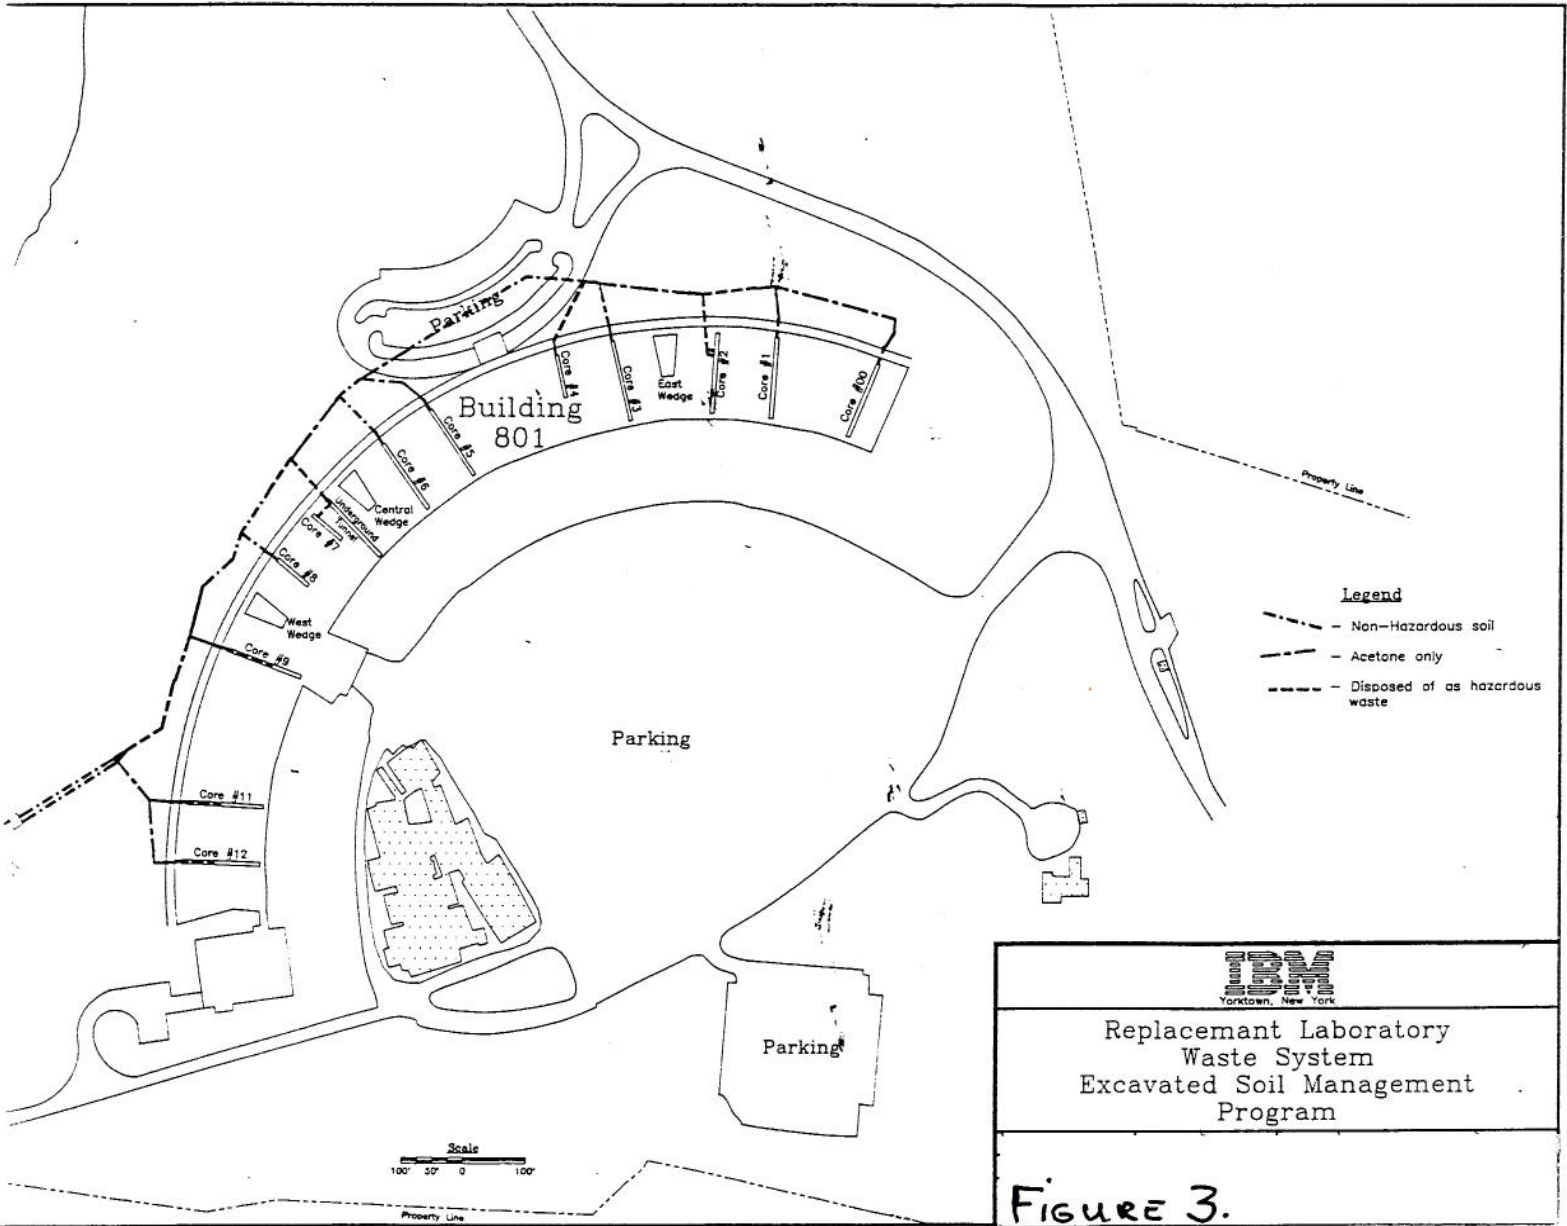 Parking
Building
801
Core #4
Core #3
East
Wedge
Core #2
Core #1
Core #00
Core #5
Core #6
Central
Wedge
Underground
Tunnel
Core #7
Core #8
West
Wedge
Core #9
Core #11
Core #12
Parking
Parking
Property Line
Legend
- Non-Hazardous soil
- Acetone only
- Disposed of as hazardous
waste
Scale
100' 50' 0 100'
Property Line
IBM
Yorktown, New York
Replacemant Laboratory
Waste System
Excavated Soil Management
Program
FIGURE 3.